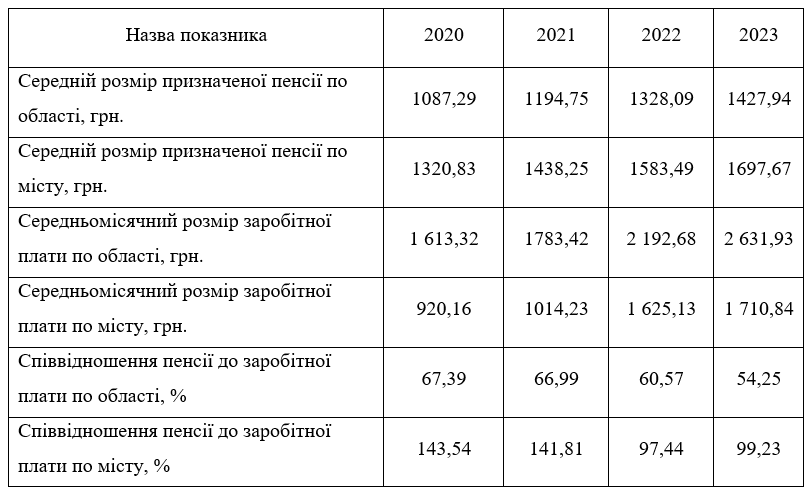 Назва показника 2020 2021 2022 2023
Середній розмір призначеної пенсії по
області, грн. 1087,29 1194,75 1328,09 1427,94
Середній розмір призначеної пенсії по
місту, грн. 1320,83 1438,25 1583,49 1697,67
Середньомісячний розмір заробітної
плати по області, грн. 1 613,32 1783,42 2 192,68 2 631,93
Середньомісячний розмір заробітної
плати по місту, грн. 920,16 1014,23 1 625,13 1 710,84
Співвідношення пенсії до заробітної
плати по області, % 67,39 66,99 60,57 54,25
Співвідношення пенсії до заробітної
плати по місту, % 143,54 141,81 97,44 99,23